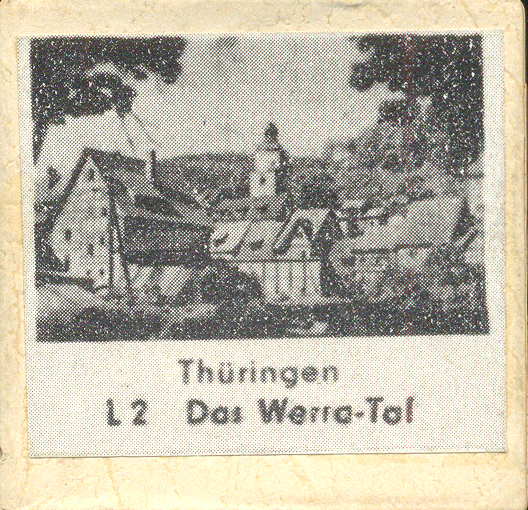 Thüringen
L 2 Das Werra-Tal